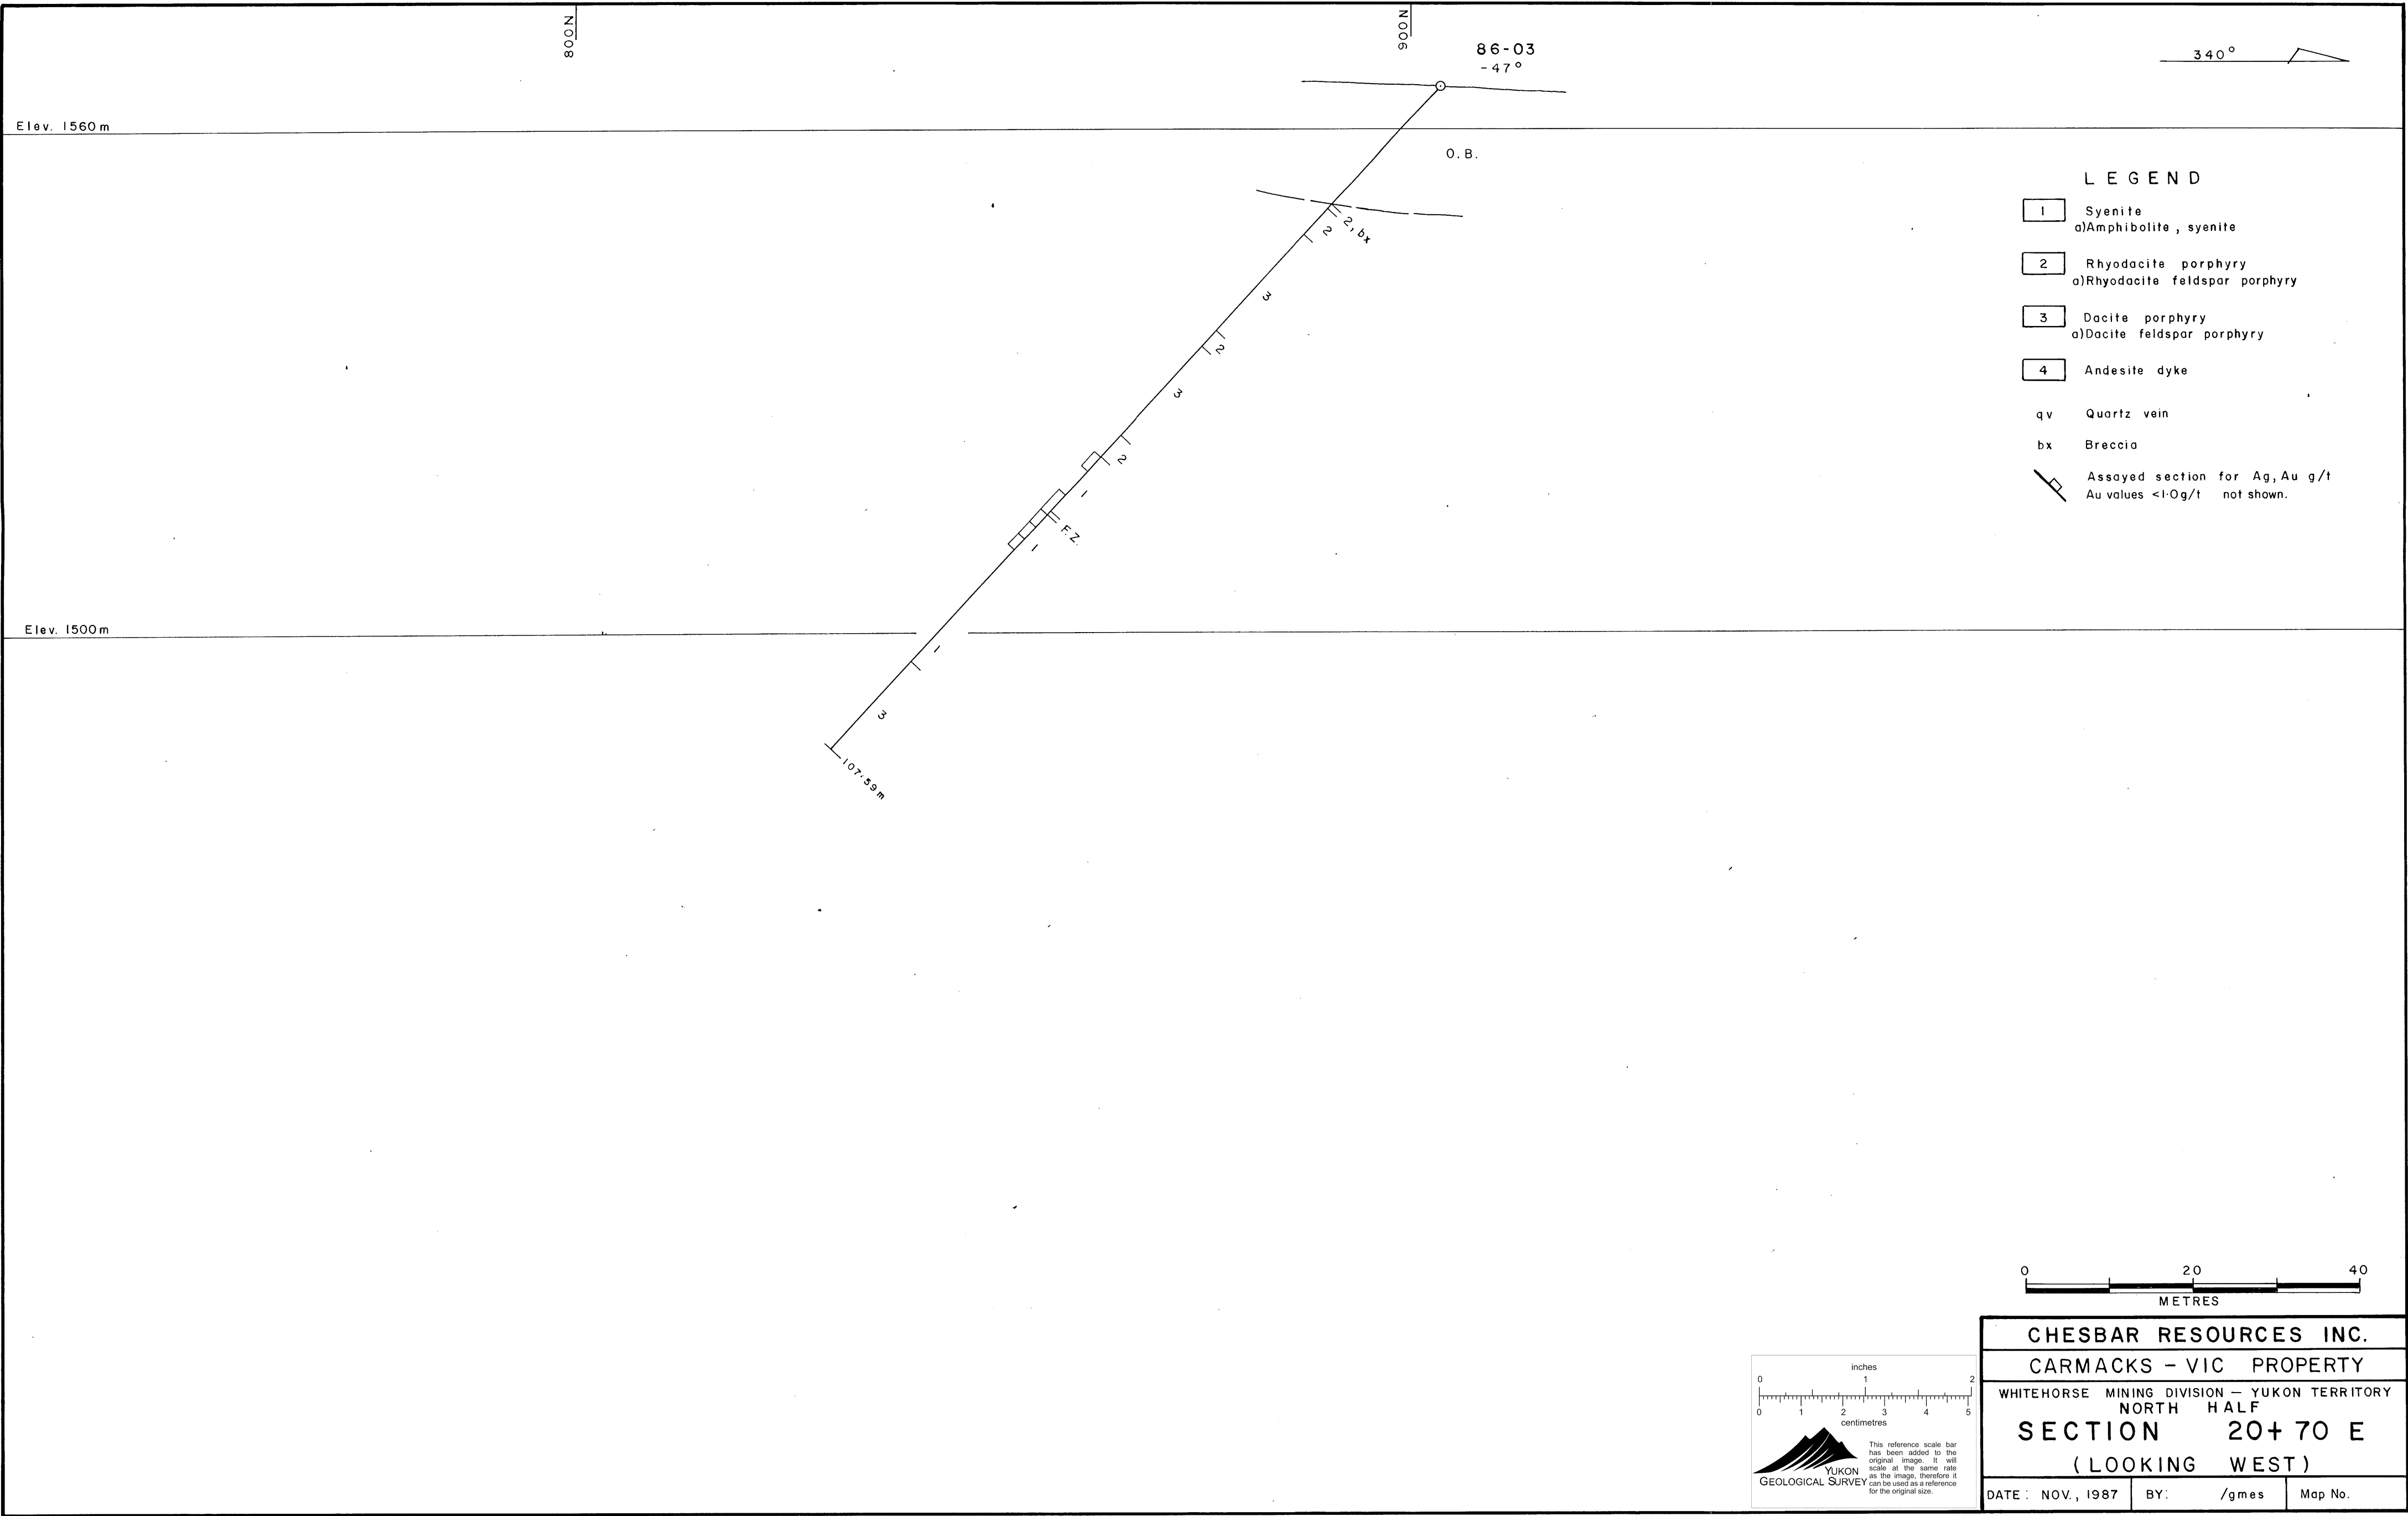 800N
900N
86-03
-47°
340°
Elev. 1560m
O.B.
2, bx
2
3
2
3
2
1
F.Z.
1
Elev. 1500m
1
3
107·59m
LEGEND
1 Syenite
a)Amphibolite, syenite
2 Rhyodacite porphyry
a)Rhyodacite feldspar porphyry
3 Dacite porphyry
a)Dacite feldspar porphyry
4 Andesite dyke
qv Quartz vein
bx Breccia
Assayed section for Ag, Au g/t
Au values <1·0g/t not shown.
0 20 40
METRES
inches
0 1 2
0 1 2 3 4 5
centimetres
YUKON
GEOLOGICAL SURVEY
This reference scale bar
has been added to the
original image. It will
scale at the same rate
as the image, therefore it
can be used as a reference
for the original size.
CHESBAR RESOURCES INC.
CARMACKS - VIC PROPERTY
WHITEHORSE MINING DIVISION — YUKON TERRITORY
NORTH HALF
SECTION 20+70 E
(LOOKING WEST)
DATE: NOV., 1987 BY: /gmes Map No.